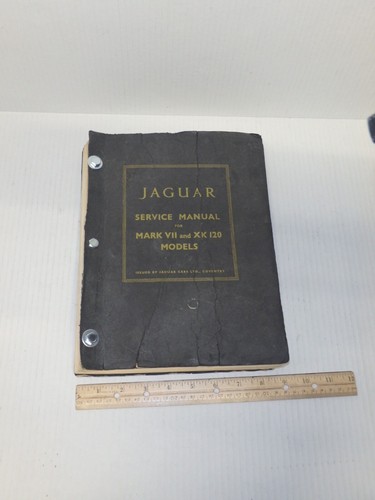 JAGUAR
SERVICE MANUAL
FOR
MARK VII and XK 120
MODELS
ISSUED BY JAGUAR CARS LTD., COVENTRY